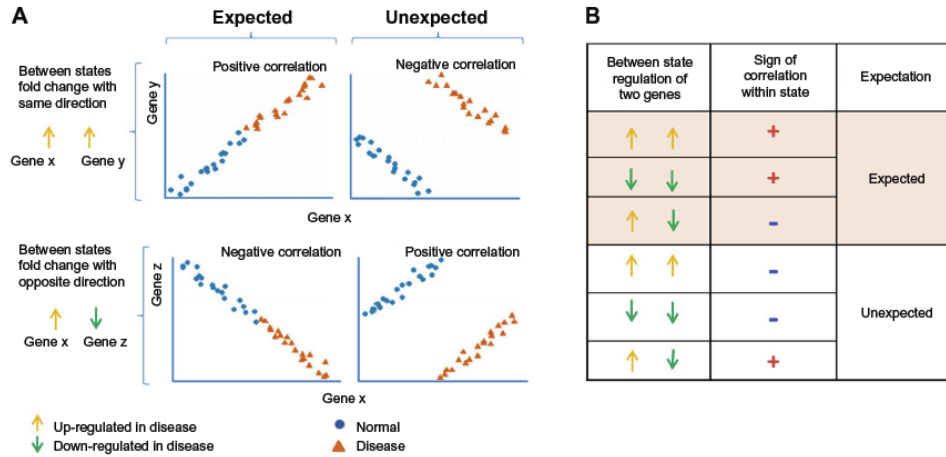 A
Expected
Unexpected
Between states
fold change with
same direction
Gene x Gene y
Positive correlation
Negative correlation
Gene y
Gene x
Between states
fold change with
opposite direction
Gene x Gene z
Negative correlation
Positive correlation
Gene z
Gene x
Up-regulated in disease
Down-regulated in disease
Normal
Disease
B
Between state
regulation of
two genes
Sign of
correlation
within state
Expectation
+
+
-
Expected
-
-
+
Unexpected